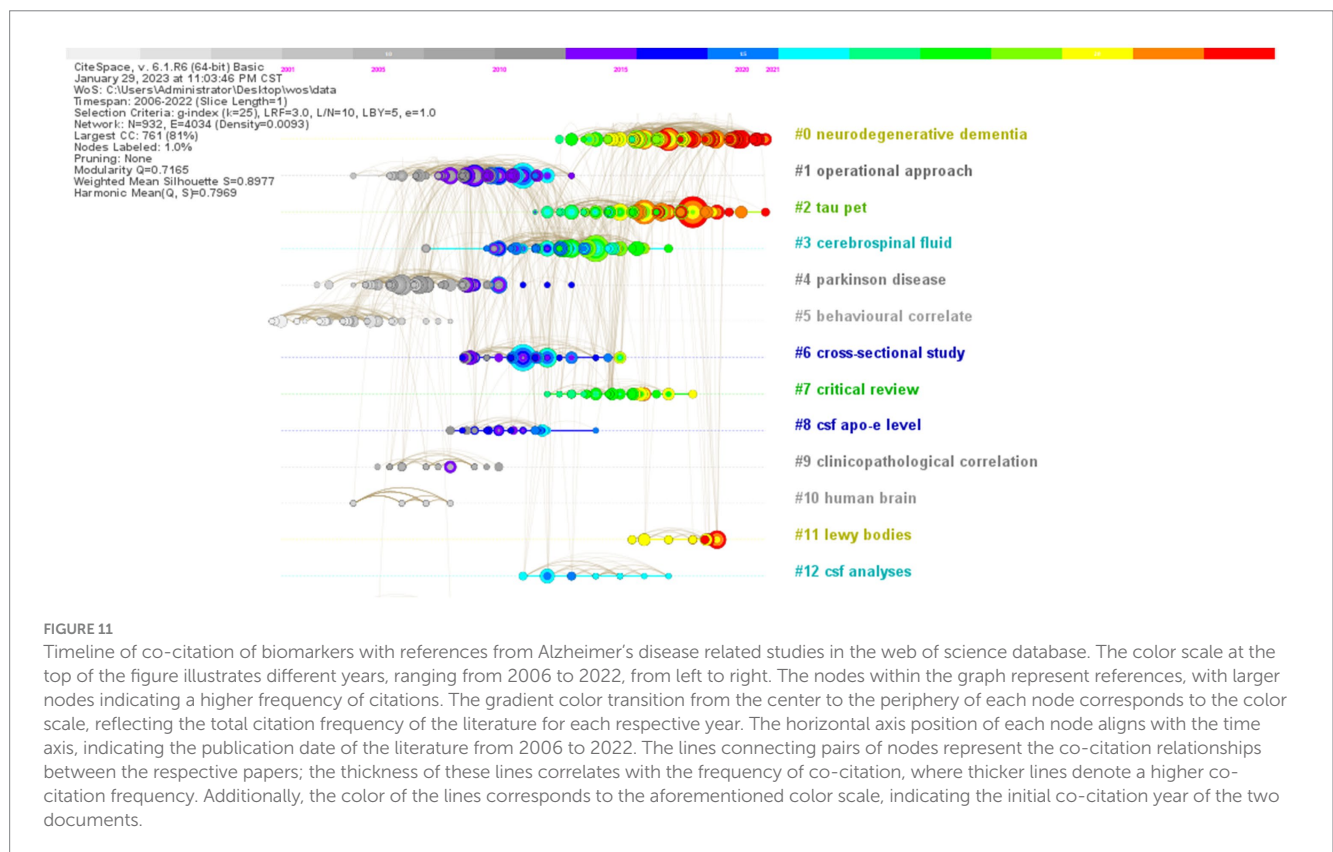 CiteSpace, v. 6.1.R6 (64-bit) Basic
January 29, 2023 at 11:03:46 PM CST
WoS: C:\Users\Administrator\Desktop\wos\data
Timespan: 2006-2022 (Slice Length=1)
Selection Criteria: g-index (k=25), LRF=3.0, L/N=10, LBY=5, e=1.0
Network: N=932, E=4034 (Density=0.0093)
Largest CC: 761 (81%)
Nodes Labeled: 1.0%
Pruning: None
Modularity Q=0.7165
Weighted Mean Silhouette S=0.8977
Harmonic Mean(Q, S)=0.7969
2001 2005 2010 2015 2020 2021
#0 neurodegenerative dementia
#1 operational approach
#2 tau pet
#3 cerebrospinal fluid
#4 parkinson disease
#5 behavioural correlate
#6 cross-sectional study
#7 critical review
#8 csf apo-e level
#9 clinicopathological correlation
#10 human brain
#11 lewy bodies
#12 csf analyses
FIGURE 11
Timeline of co-citation of biomarkers with references from Alzheimer's disease related studies in the web of science database. The color scale at the
top of the figure illustrates different years, ranging from 2006 to 2022, from left to right. The nodes within the graph represent references, with larger
nodes indicating a higher frequency of citations. The gradient color transition from the center to the periphery of each node corresponds to the color
scale, reflecting the total citation frequency of the literature for each respective year. The horizontal axis position of each node aligns with the time
axis, indicating the publication date of the literature from 2006 to 2022. The lines connecting pairs of nodes represent the co-citation relationships
between the respective papers; the thickness of these lines correlates with the frequency of co-citation, where thicker lines denote a higher co-
citation frequency. Additionally, the color of the lines corresponds to the aforementioned color scale, indicating the initial co-citation year of the two
documents.